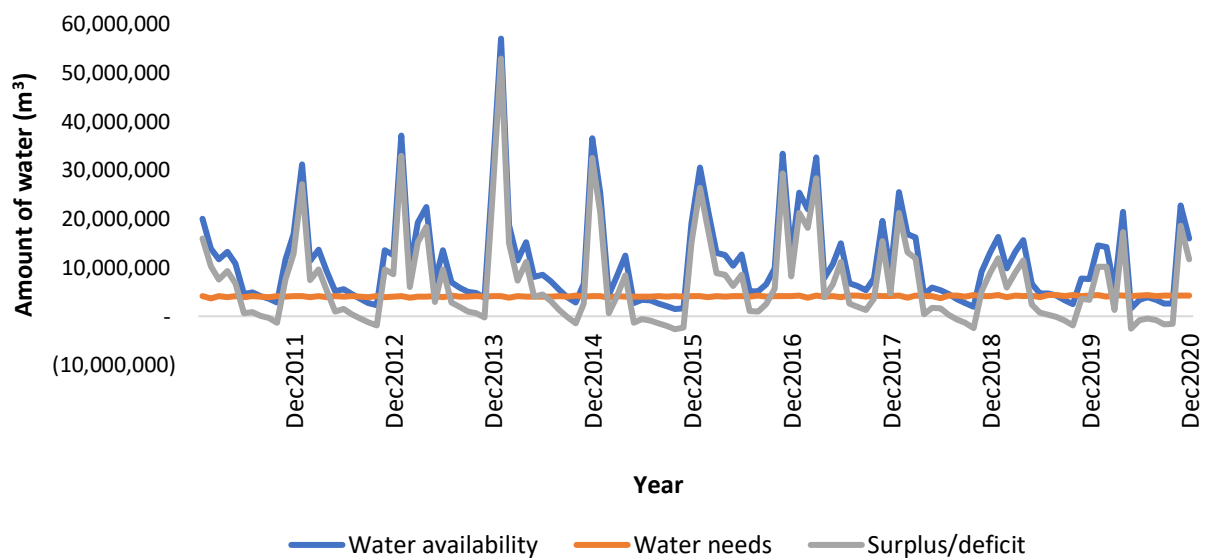 Amount of water (m³)
60,000,000
50,000,000
40,000,000
30,000,000
20,000,000
10,000,000
-
(10,000,000)
Dec2011
Dec2012
Dec2013
Dec2014
Dec2015
Dec2016
Dec2017
Dec2018
Dec2019
Dec2020
Year
Water availability
Water needs
Surplus/deficit